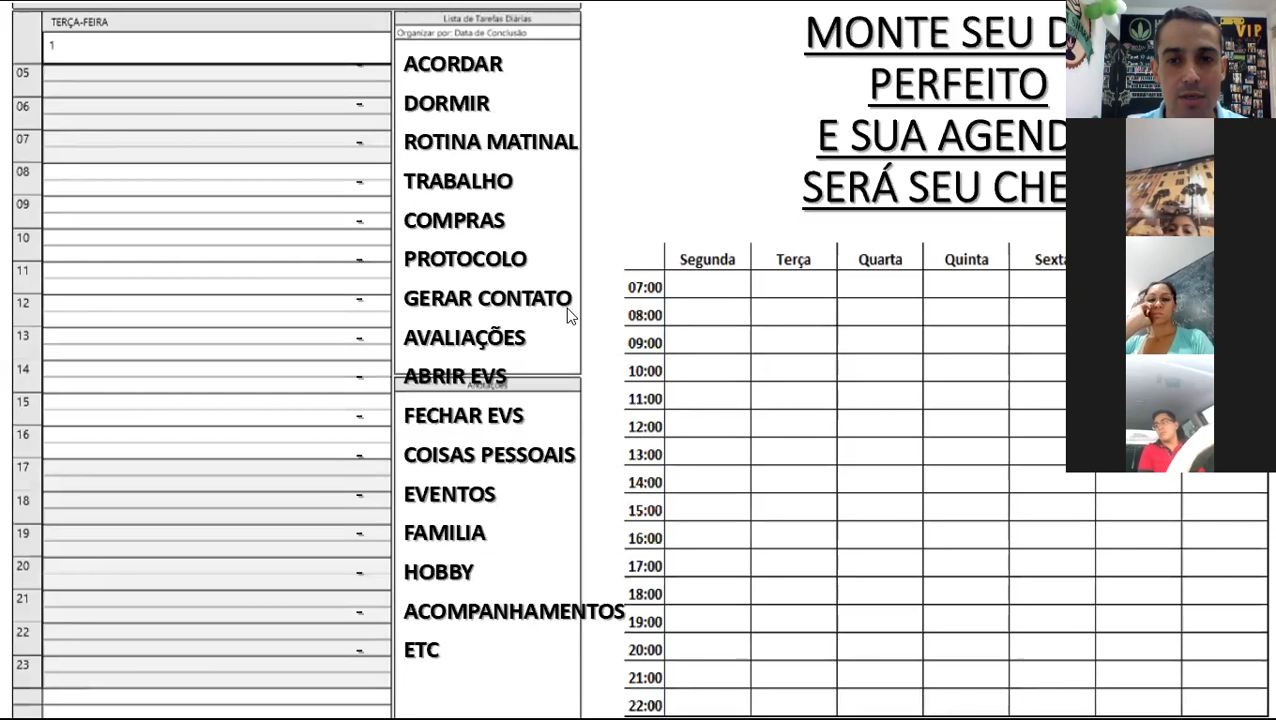 TERÇA-FEIRA
1
05
06
07
08
09
10
11
12
13
14
15
16
17
18
19
20
21
22
23
Lista de Tarefas Diárias
Organizar por: Data de Conclusão
- ACORDAR
- DORMIR
- ROTINA MATINAL
- TRABALHO
- COMPRAS
- PROTOCOLO
- GERAR CONTATO
- AVALIAÇÕES
- ABRIR EVS
Anotações
- FECHAR EVS
- COISAS PESSOAIS
- EVENTOS
- FAMILIA
- HOBBY
- ACOMPANHAMENTOS
- ETC
MONTE SEU D
PERFEITO
E SUA AGEND
SERÁ SEU CHE
Segunda Terça Quarta Quinta Sext
07:00
08:00
09:00
10:00
11:00
12:00
13:00
14:00
15:00
16:00
17:00
18:00
19:00
20:00
21:00
22:00
VIP